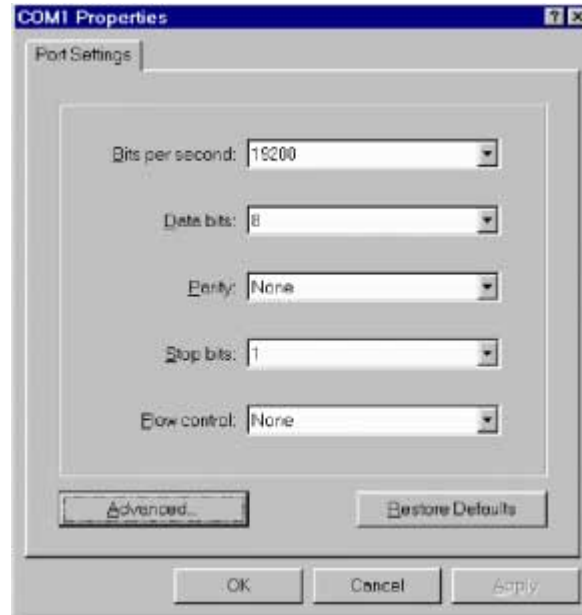 COM1 Properties
Port Settings
Bits per second: 19200
Data bits: 8
Parity: None
Stop bits: 1
Flow control: None
Advanced...
Restore Defaults
OK
Cancel
Apply